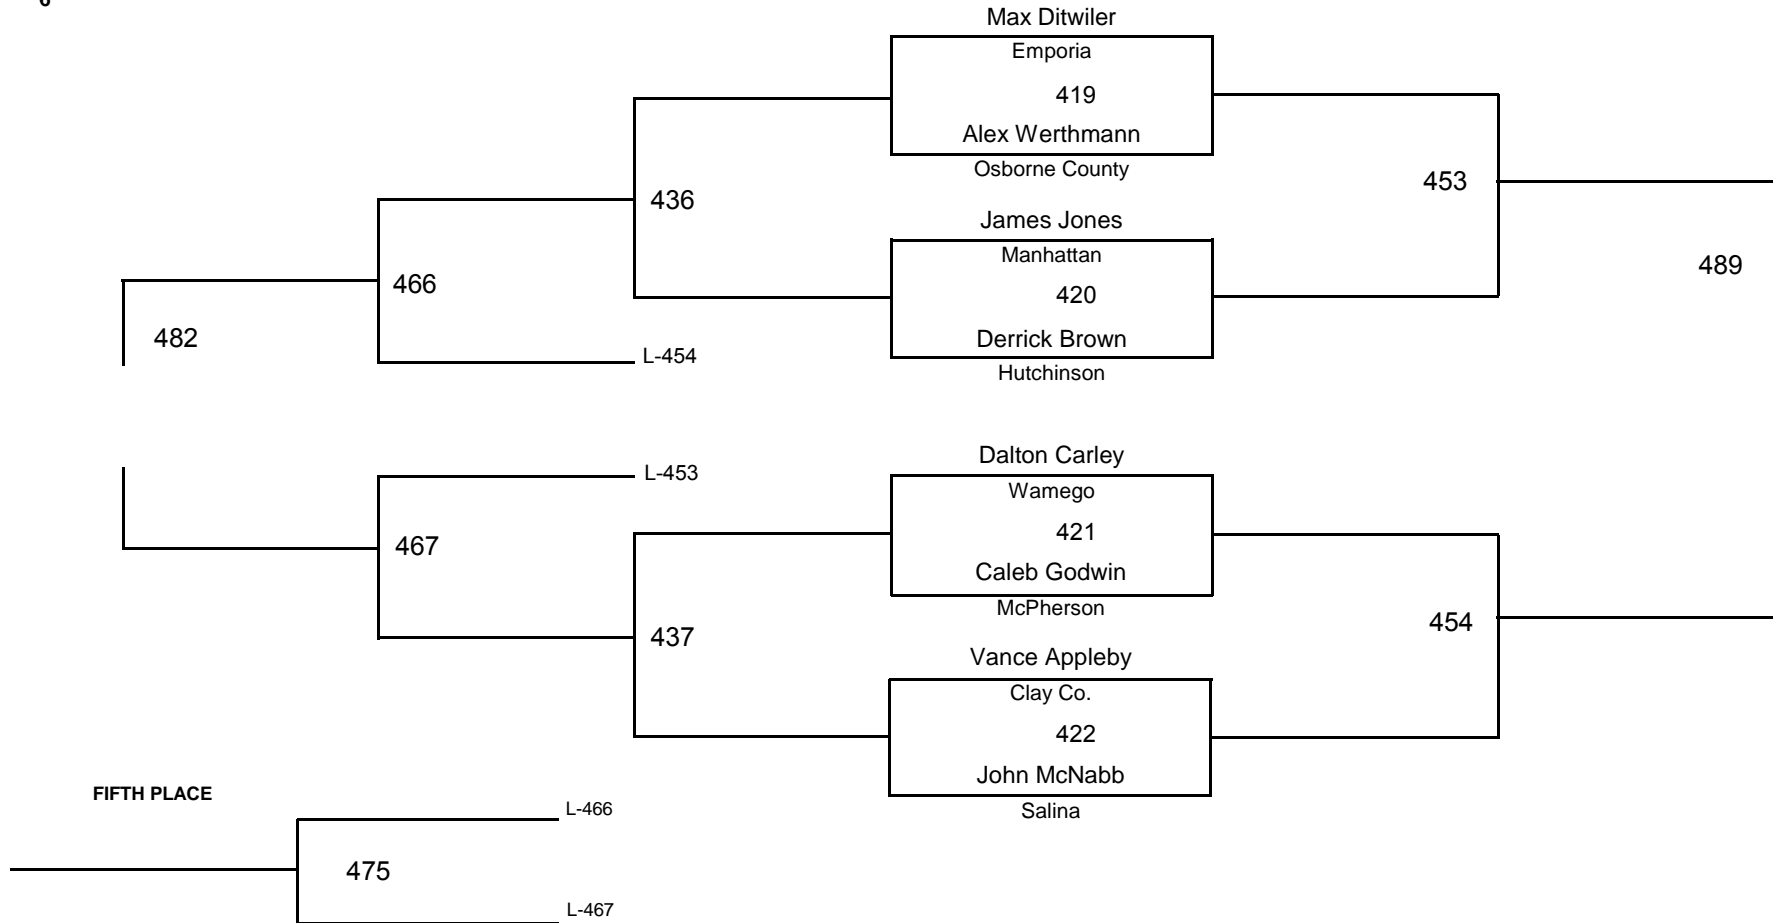 6
Max Ditwiler
Emporia
419
Alex Werthmann
Osborne County
436
453
James Jones
Manhattan
489
466
420
482
Derrick Brown
L-454
Hutchinson
Dalton Carley
L-453
Wamego
421
467
Caleb Godwin
McPherson
454
437
Vance Appleby
Clay Co.
422
John McNabb
FIFTH PLACE
L-466
Salina
475
L-467